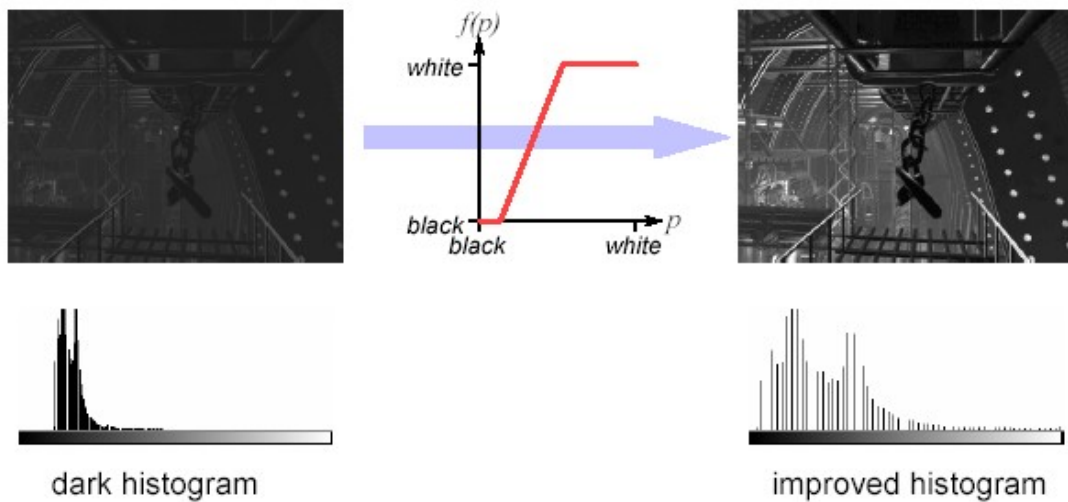 f(p)
white
black
black
white
p
dark histogram
improved histogram